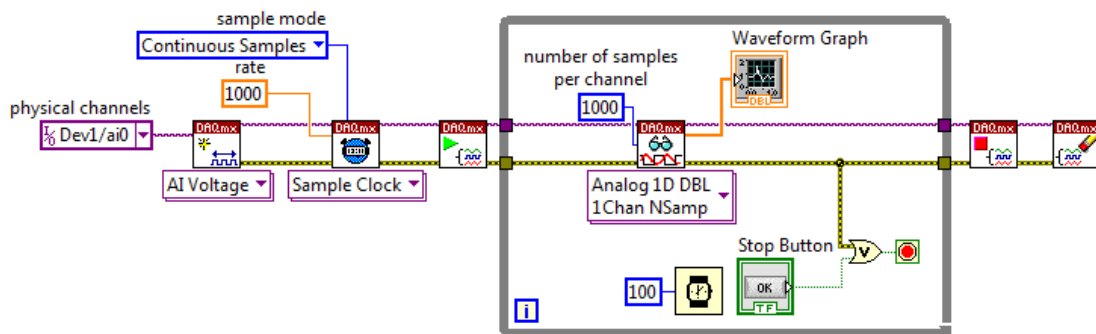 sample mode
Continuous Samples
rate
1000
physical channels
I/O Dev1/ai0
DAQmx
AI Voltage
DAQmx
Sample Clock
DAQmx
number of samples
per channel
1000
DAQmx
Analog 1D DBL
1Chan NSamp
Waveform Graph
DBL
Stop Button
OK
TF
100
i
V
DAQmx
DAQmx